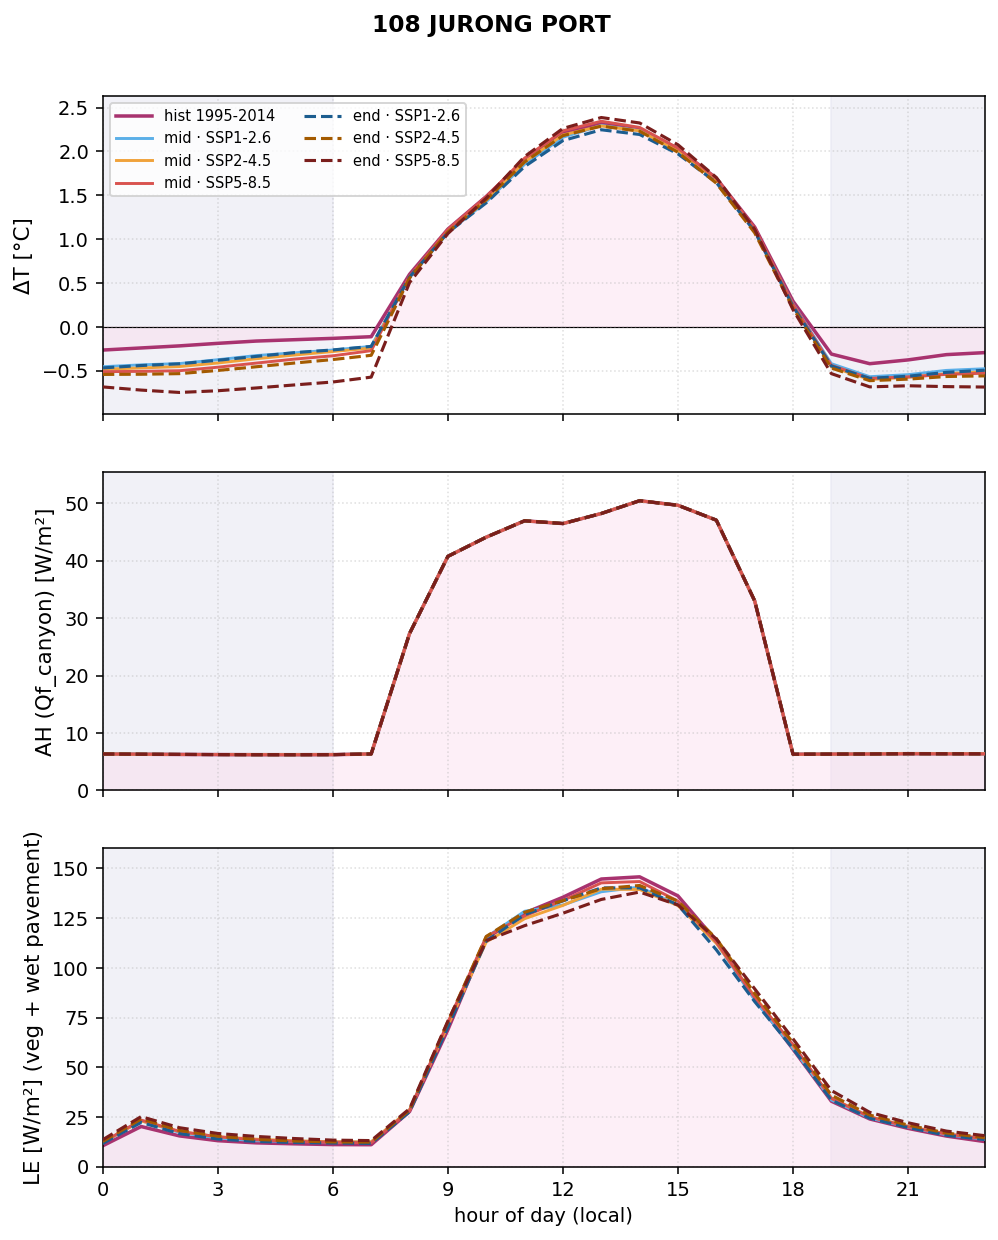 108 JURONG PORT
hist 1995-2014
mid · SSP1-2.6
mid · SSP2-4.5
mid · SSP5-8.5
end · SSP1-2.6
end · SSP2-4.5
end · SSP5-8.5
ΔT [°C]
2.5
2.0
1.5
1.0
0.5
0.0
−0.5
AH (Qf_canyon) [W/m²]
50
40
30
20
10
0
LE [W/m²] (veg + wet pavement)
150
125
100
75
50
25
0
0 3 6 9 12 15 18 21
hour of day (local)